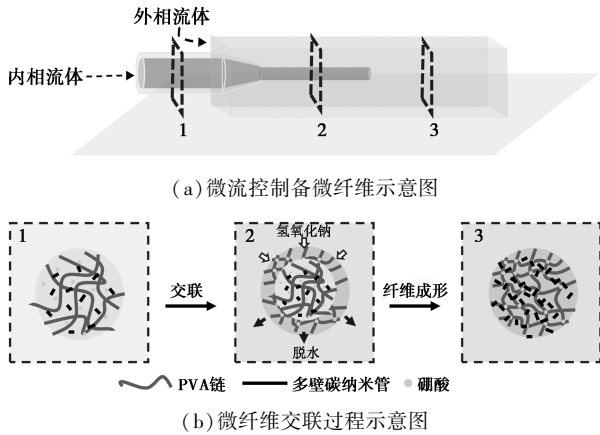 外相流体
内相流体
1
2
3
(a)微流控制备微纤维示意图
(b)
1
2
3
氢氧化钠
交联
纤维成形
脱水
PVA链
多壁碳纳米管
硼酸
(b)微纤维交联过程示意图